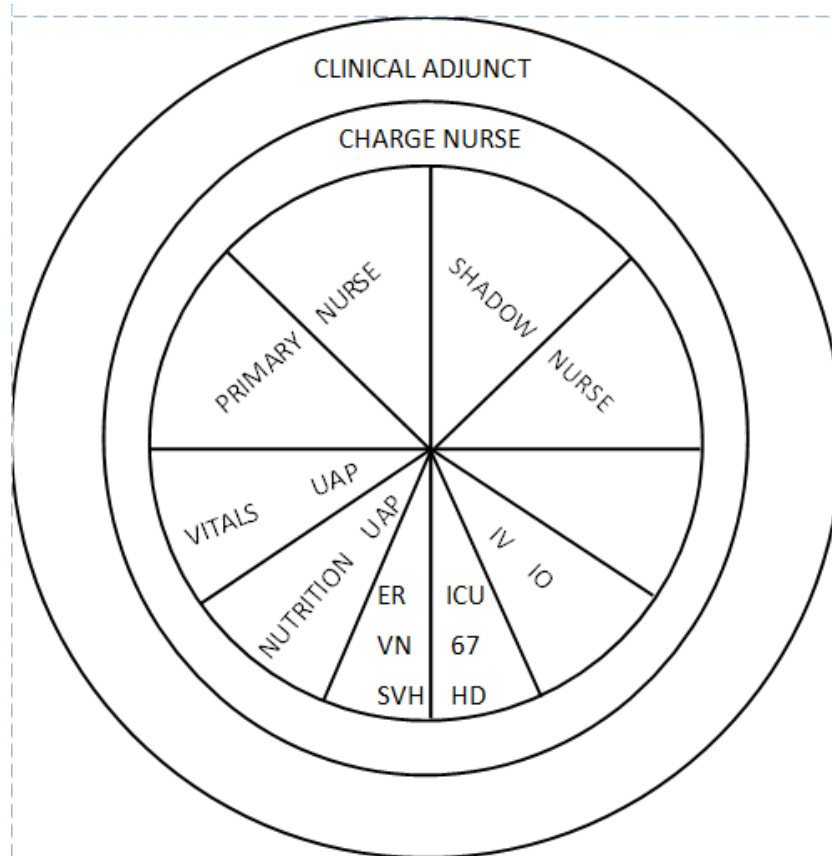 CLINICAL ADJUNCT
CHARGE NURSE
PRIMARY NURSE
SHADOW NURSE
VITALS UAP
NUTRITION UAP
ER
VN
SVH
ICU
67
HD
IV IO